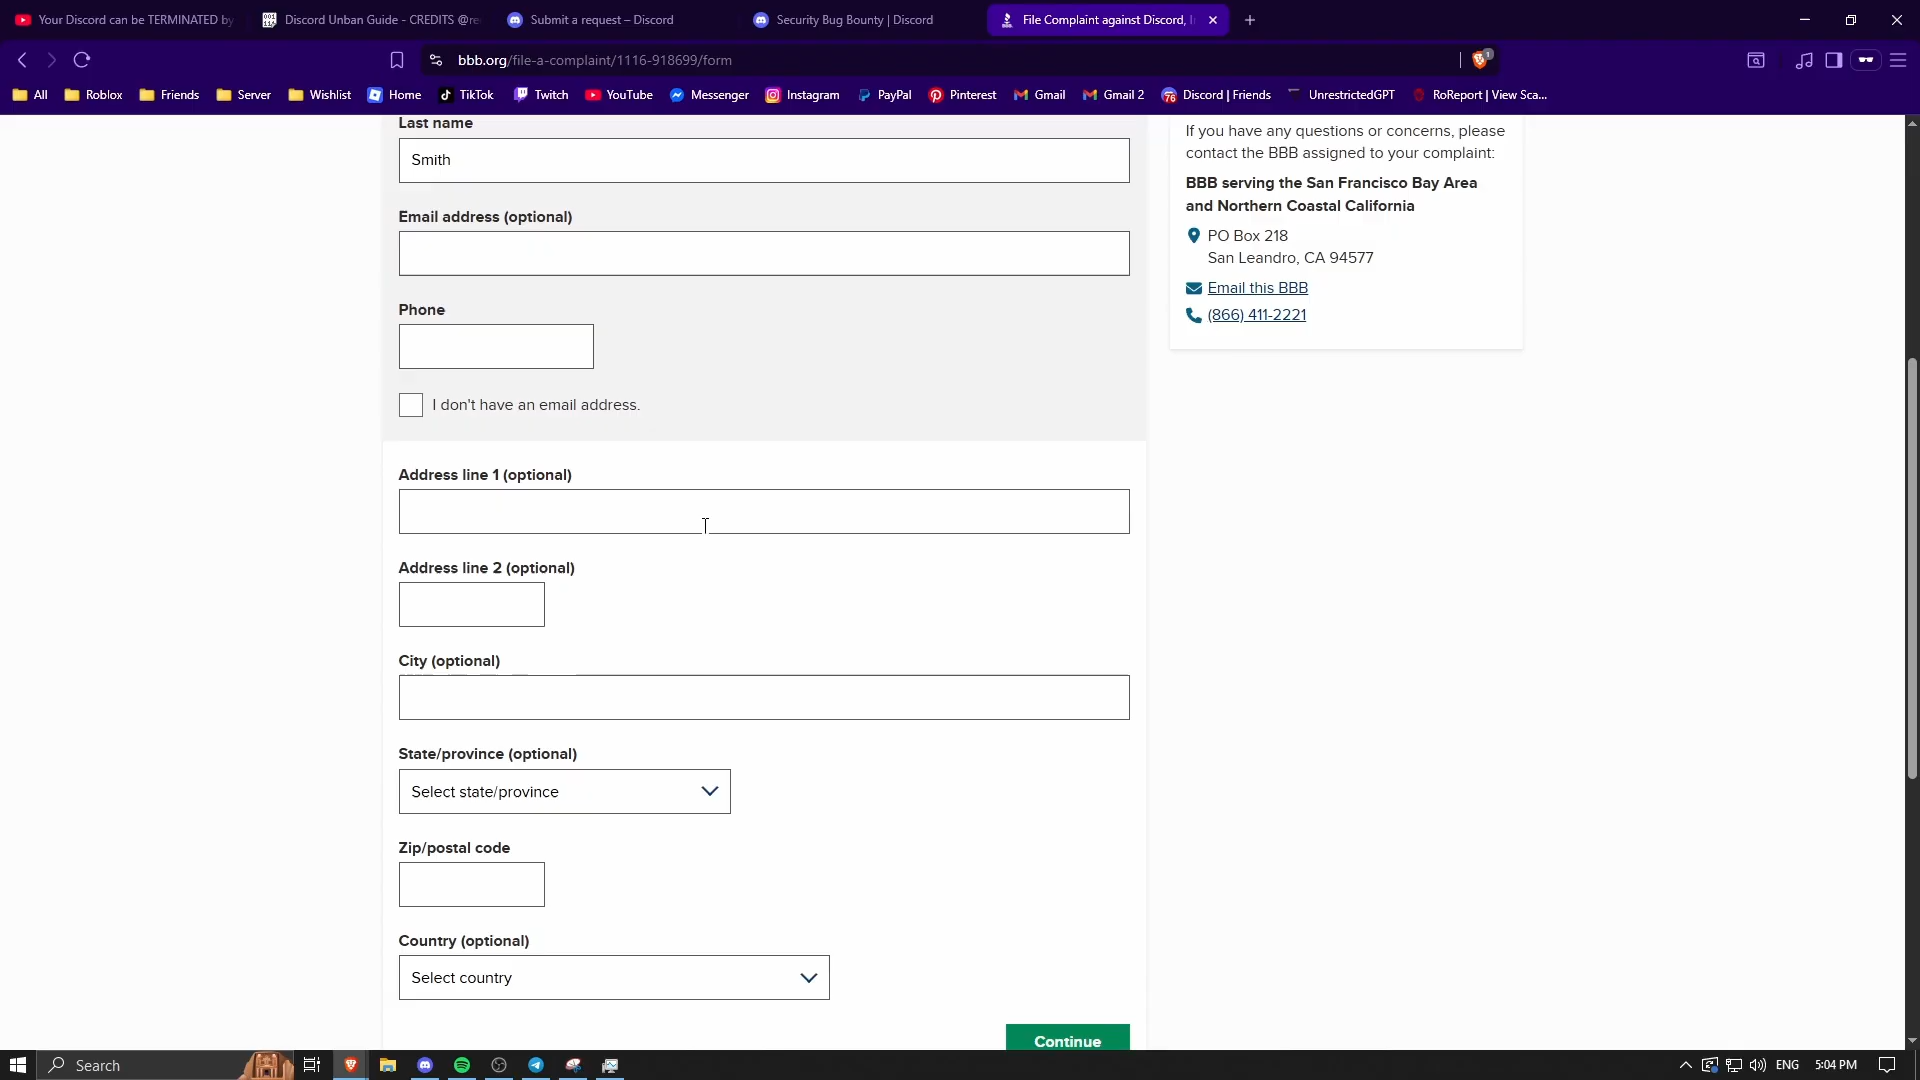 Your Discord can be TERMINATED by
Discord Unban Guide - CREDITS @re
Submit a request – Discord
Security Bug Bounty | Discord
File Complaint against Discord, I
bbb.org/file-a-complaint/1116-918699/form
1
All
Roblox
Friends
Server
Wishlist
Home
TikTok
Twitch
YouTube
Messenger
Instagram
PayPal
Pinterest
Gmail
Gmail 2
76
Discord | Friends
UnrestrictedGPT
RoReport | View Sca...
Last name
Smith
Email address (optional)
Phone
I don't have an email address.
Address line 1 (optional)
Address line 2 (optional)
City (optional)
State/province (optional)
Select state/province
Zip/postal code
Country (optional)
Select country
Continue
If you have any questions or concerns, please
contact the BBB assigned to your complaint:
BBB serving the San Francisco Bay Area
and Northern Coastal California
PO Box 218
San Leandro, CA 94577
Email this BBB
(866) 411-2221
Search
ENG
5:04 PM